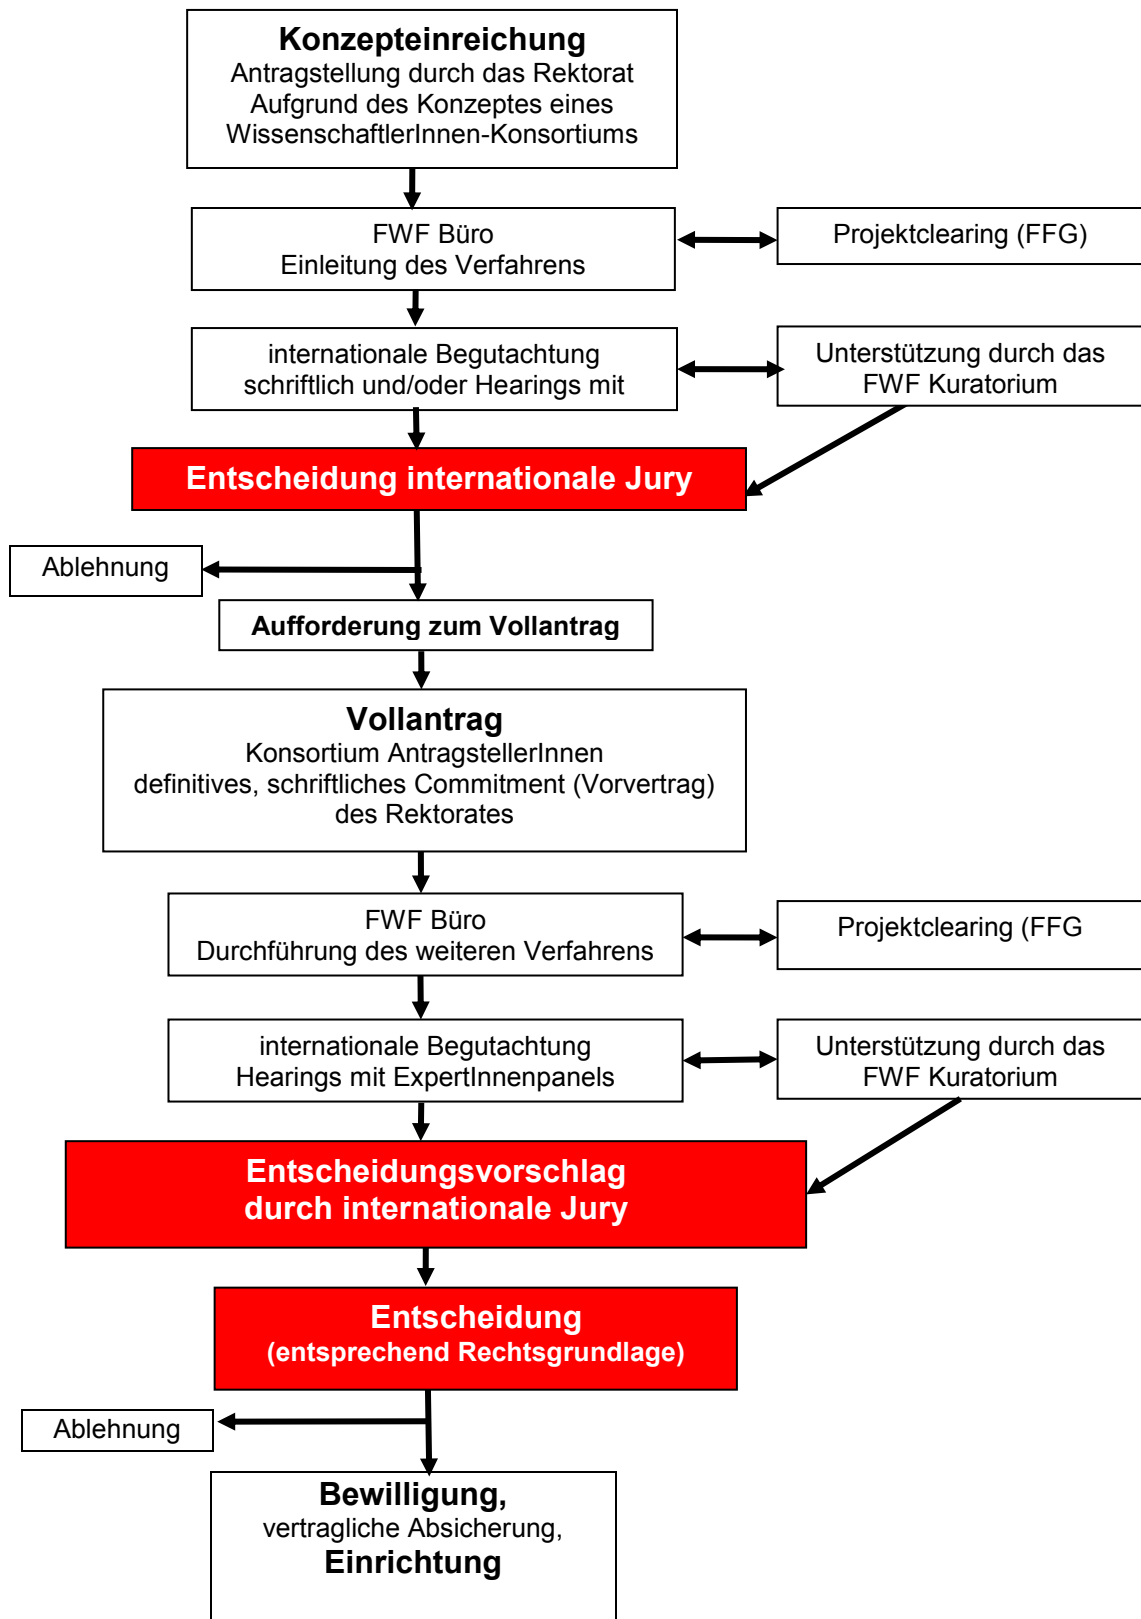 Konzepteinreichung
Antragstellung durch das Rektorat
Aufgrund des Konzeptes eines
WissenschaftlerInnen-Konsortiums
FWF Büro
Einleitung des Verfahrens
Projektclearing (FFG)
internationale Begutachtung
schriftlich und/oder Hearings mit
Unterstützung durch das
FWF Kuratorium
Entscheidung internationale Jury
Ablehnung
Aufforderung zum Vollantrag
Vollantrag
Konsortium AntragstellerInnen
definitives, schriftliches Commitment (Vorvertrag)
des Rektorates
FWF Büro
Durchführung des weiteren Verfahrens
Projektclearing (FFG
internationale Begutachtung
Hearings mit ExpertInnenpanels
Unterstützung durch das
FWF Kuratorium
Entscheidungsvorschlag
durch internationale Jury
Entscheidung
(entsprechend Rechtsgrundlage)
Ablehnung
Bewilligung,
vertragliche Absicherung,
Einrichtung